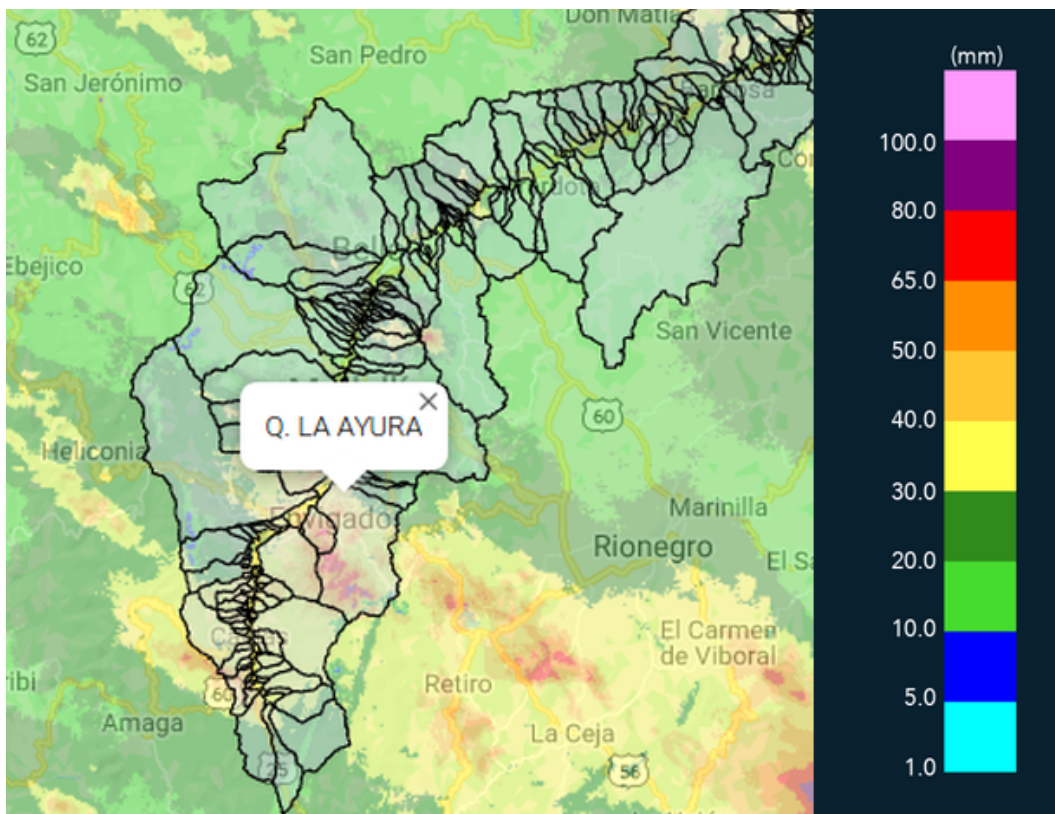 Don Matías
62
San Pedro
San Jerónimo
Barbosa
Ebejico
62
San Vicente
60
Q. LA AYURA
×
Heliconia
Envigado
Marinilla
Rionegro
El Carmen
de Viboral
Retiro
60
Amaga
La Ceja
25
56
(mm)
100.0
80.0
65.0
50.0
40.0
30.0
20.0
10.0
5.0
1.0